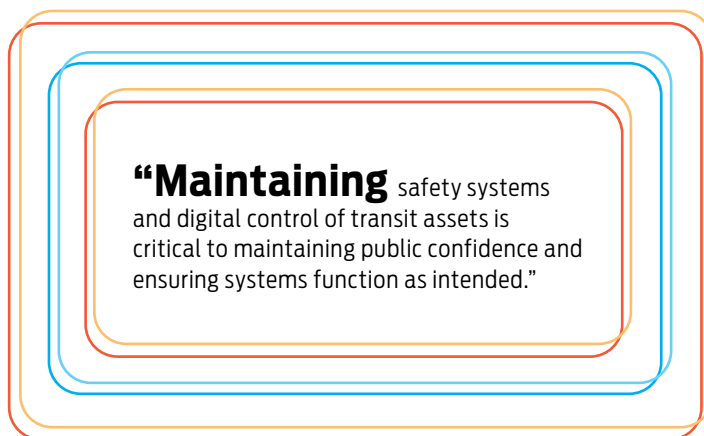 “Maintaining safety systems
and digital control of transit assets is
critical to maintaining public confidence and
ensuring systems function as intended.”